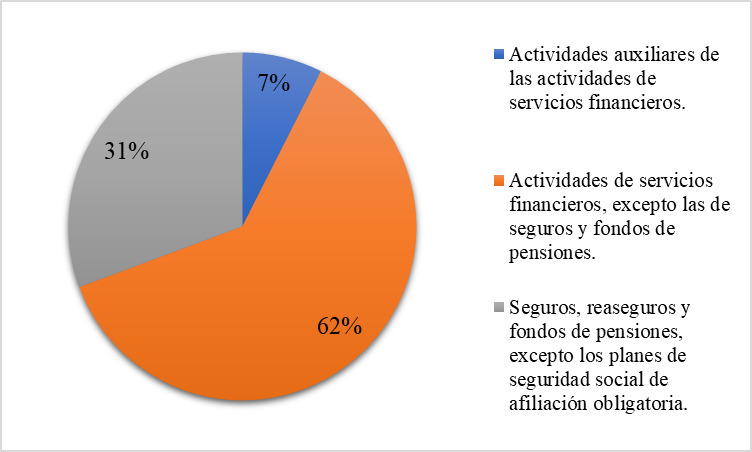 7%
31%
62%
Actividades auxiliares de
las actividades de
servicios financieros.
Actividades de servicios
financieros, excepto las de
seguros y fondos de
pensiones.
Seguros, reaseguros y
fondos de pensiones,
excepto los planes de
seguridad social de
afiliación obligatoria.